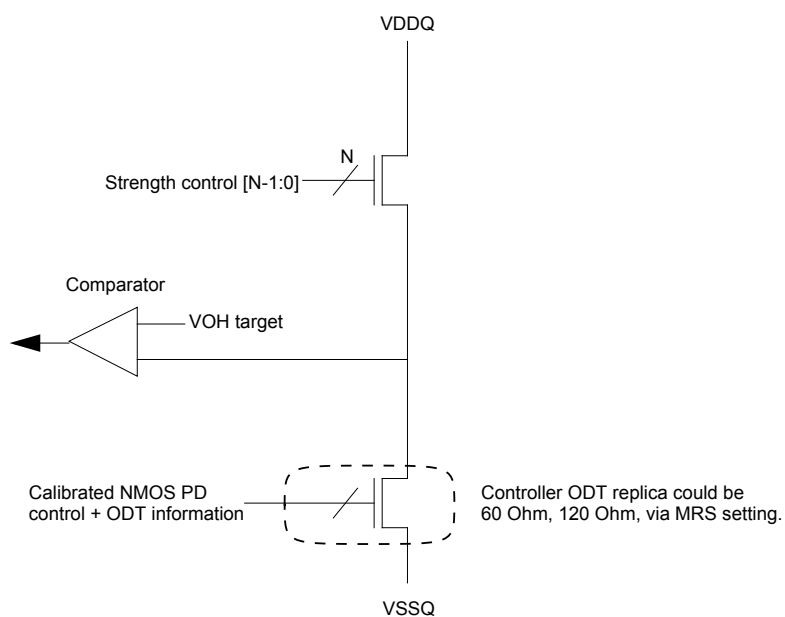 VDDQ
N
Strength control [N-1:0]
Comparator
VOH target
Calibrated NMOS PD
control + ODT information
Controller ODT replica could be
60 Ohm, 120 Ohm, via MRS setting.
VSSQ